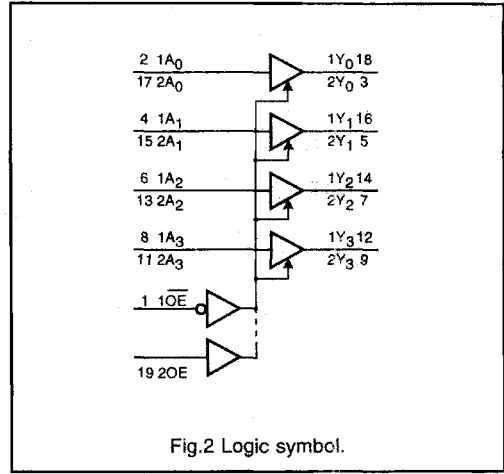 2 1A0 1Y0 18
17 2A0 2Y0 3
4 1A1 1Y1 16
15 2A1 2Y1 5
6 1A2 1Y2 14
13 2A2 2Y2 7
8 1A3 1Y3 12
11 2A3 2Y3 9
1 1O̅E̅
19 2OE
Fig.2 Logic symbol.